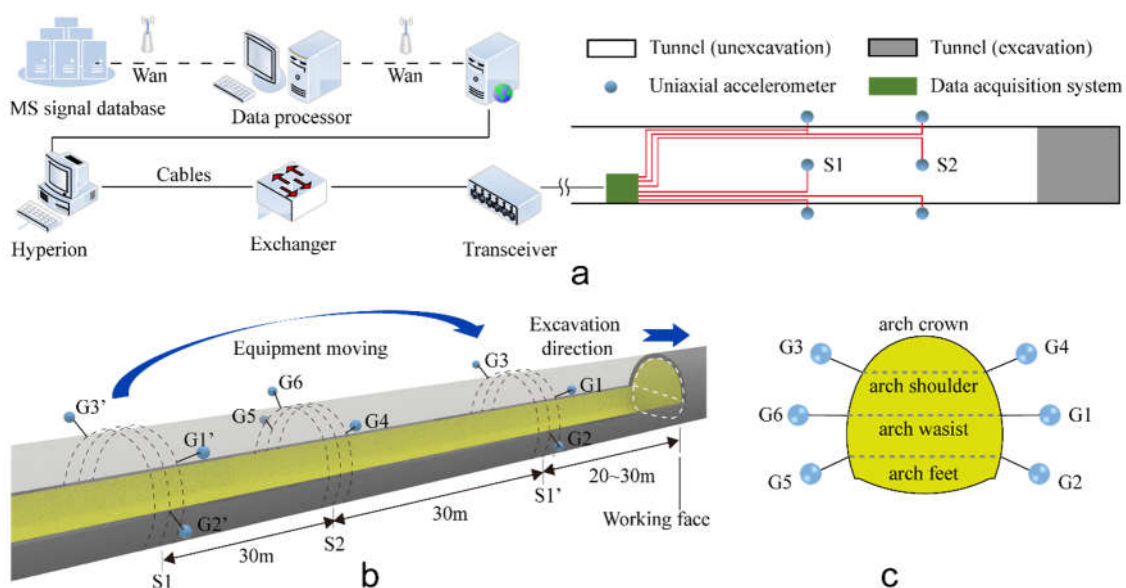 Wan
Wan
MS signal database
Data processor
Tunnel (unexcavation)
Tunnel (excavation)
Uniaxial accelerometer
Data acquisition system
S1
S2
Cables
Hyperion
Exchanger
Transceiver
a
Equipment moving
Excavation
direction
G3
G6
G1
G3’
G5
G4
G1’
G2
G2’
20~30m
S1’
30m
Working face
30m
S2
S1
b
arch crown
G3
G4
arch shoulder
G6
G1
arch wasist
G5
arch feet
G2
c